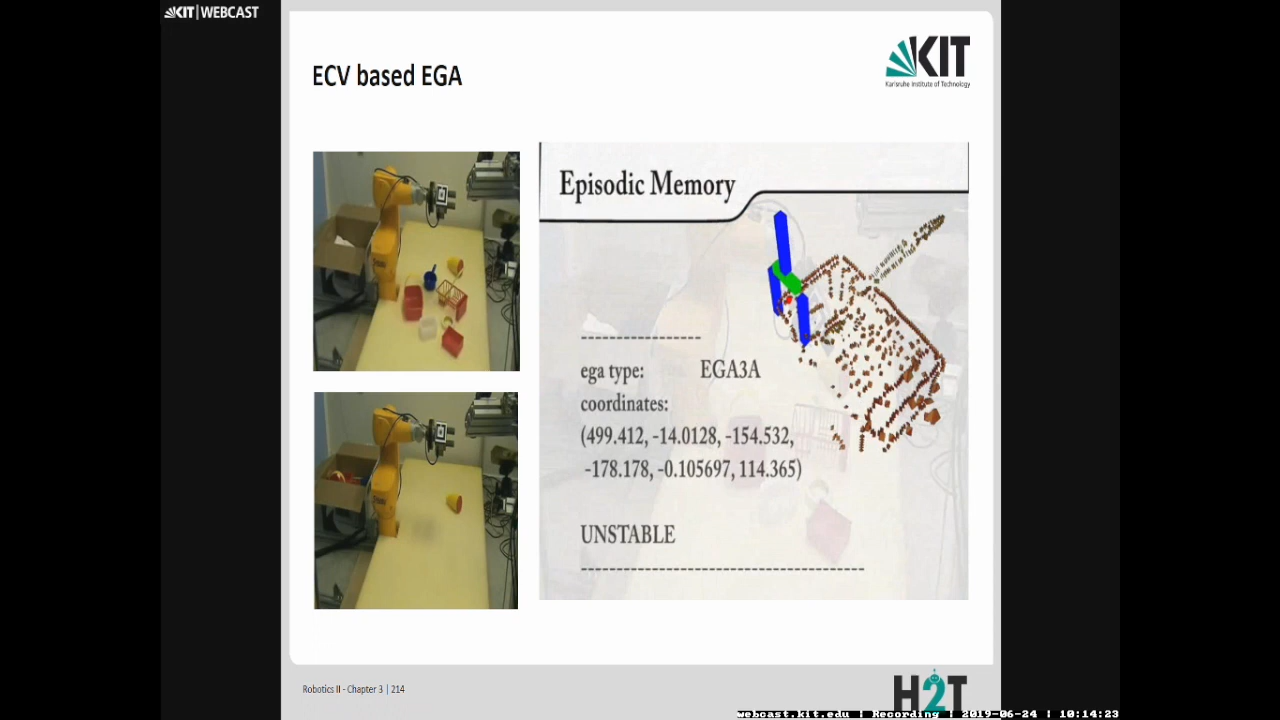 KIT | WEBCAST
ECV based EGA
KIT
Karlsruhe Institute of Technology
Episodic Memory
-----------------
ega type: EGA3A
coordinates:
(499.412, -14.0128, -154.532,
-178.178, -0.105697, 114.365)
UNSTABLE
------------------------------------
Robotics II - Chapter 3 | 214
H2T
webcast.kit.edu | Recording | 2019-06-24 | 10:14:23